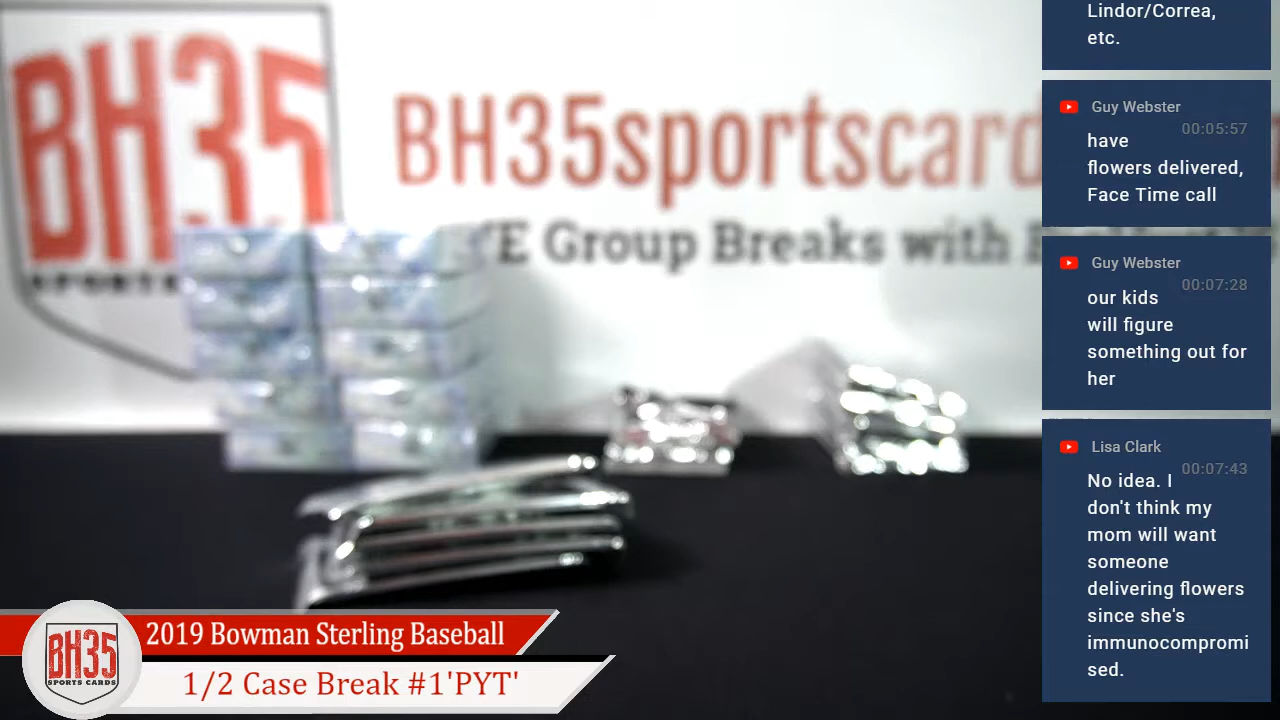 BH35
SPORTS
BH35sportscard
E Group Breaks with
Lindor/Correa,
etc.
Guy Webster
00:05:57
have
flowers delivered,
Face Time call
Guy Webster
00:07:28
our kids
will figure
something out for
her
Lisa Clark
00:07:43
No idea. I
don't think my
mom will want
someone
delivering flowers
since she's
immunocompromi
sed.
BH35
SPORTS CARDS
2019 Bowman Sterling Baseball
1/2 Case Break #1'PYT'